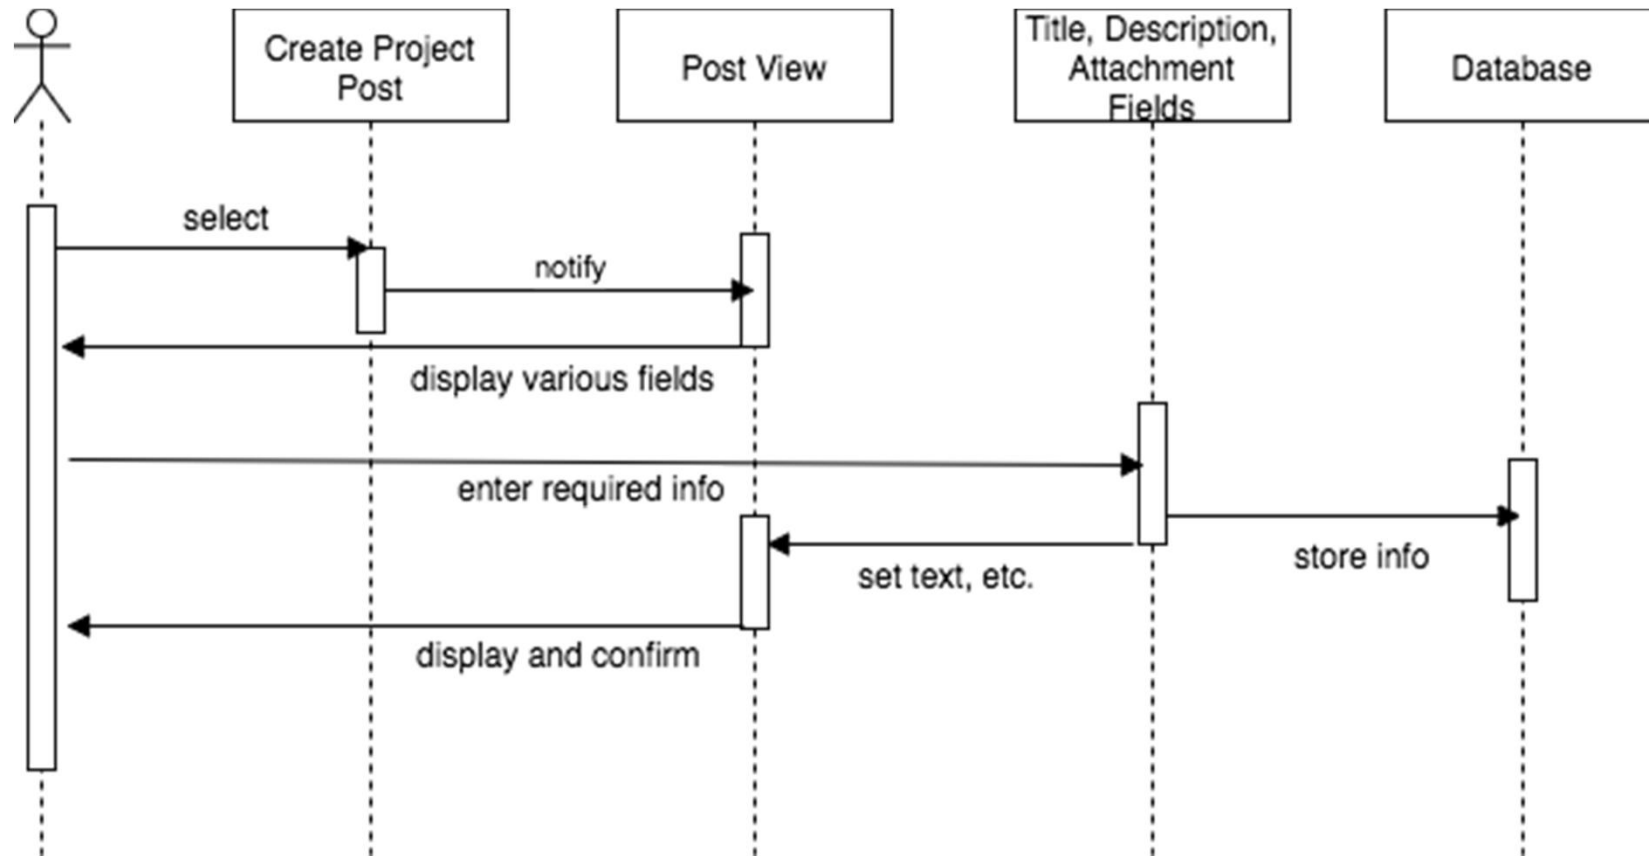 Create Project
Post
Post View
Title, Description,
Attachment
Fields
Database
select
notify
display various fields
enter required info
set text, etc.
store info
display and confirm